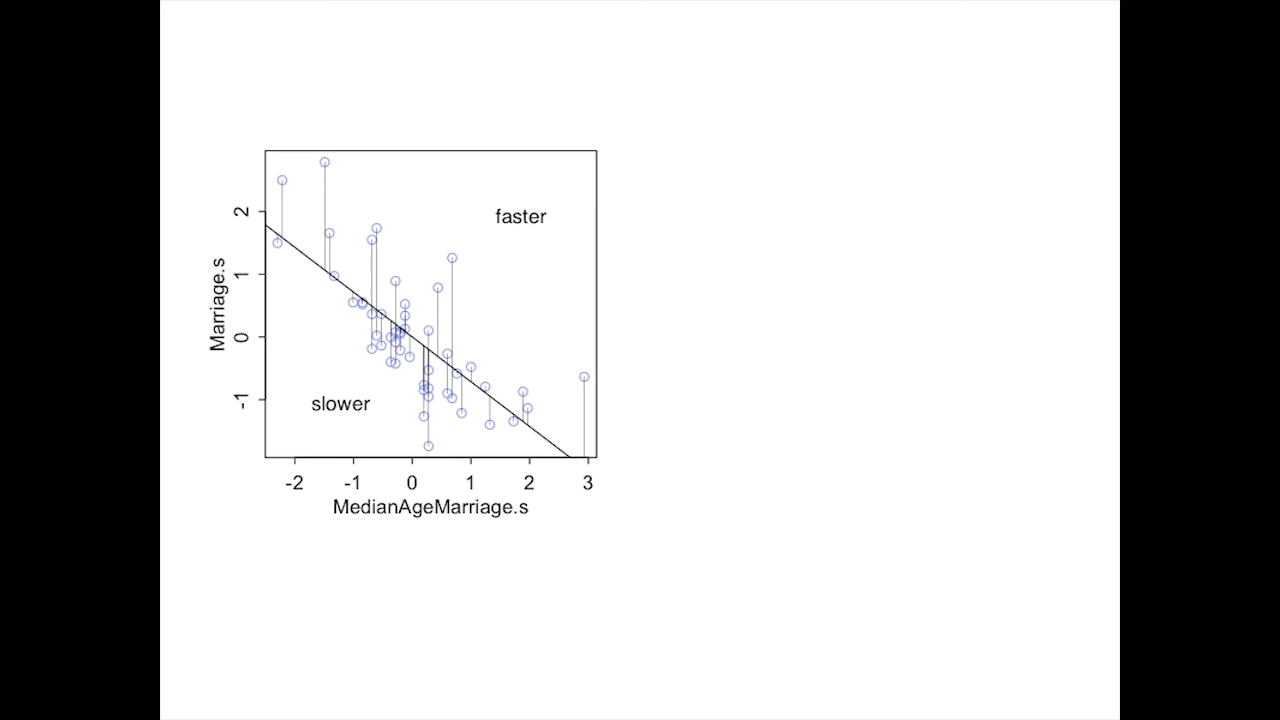 faster
2
1
Marriage.s
0
-1
slower
-2 -1 0 1 2 3
MedianAgeMarriage.s